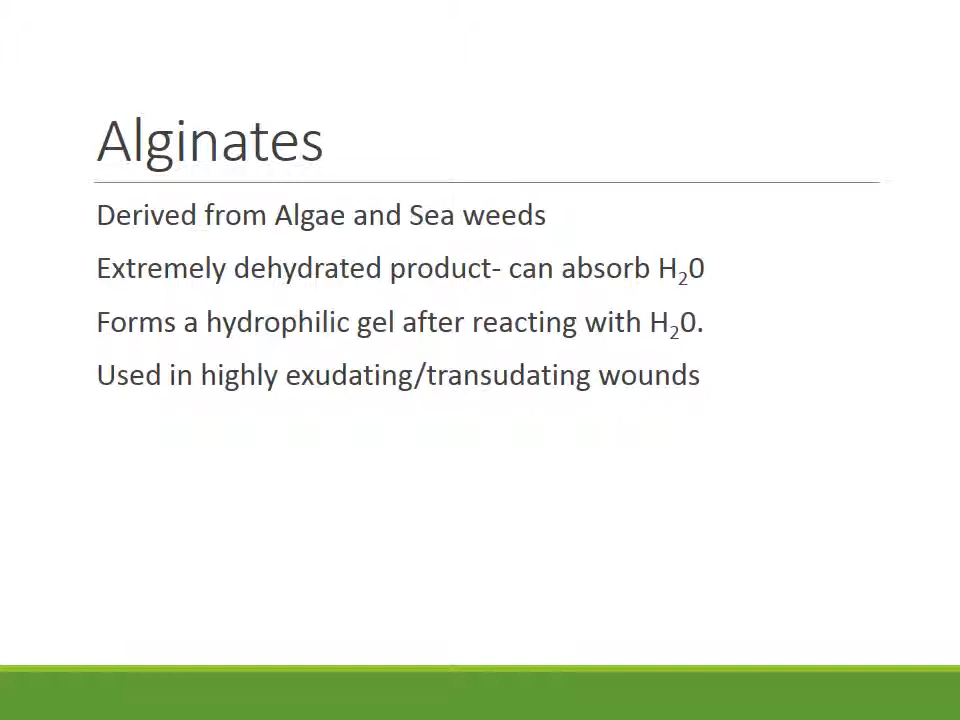 Alginates
Derived from Algae and Sea weeds
Extremely dehydrated product- can absorb H₂0
Forms a hydrophilic gel after reacting with H₂0.
Used in highly exudating/transudating wounds